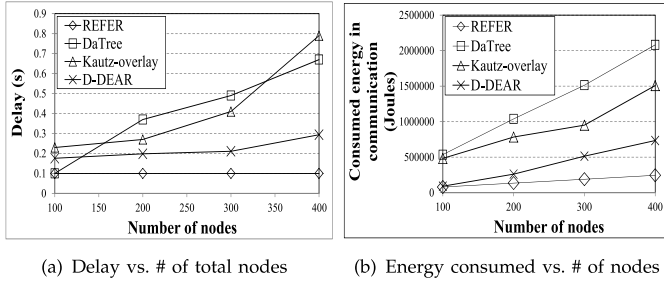 REFER
DaTree
Kautz-overlay
D-DEAR
0.9
0.8
0.7
0.6
0.5
0.4
0.3
0.2
0.1
0
Delay (s)
100
200
300
400
Number of nodes
(a) Delay vs. # of total nodes
REFER
DaTree
Kautz-overlay
D-DEAR
2500000
2000000
1500000
1000000
500000
0
Consumed energy in
communication
(Joules)
100
200
300
400
Number of nodes
(b) Energy consumed vs. # of nodes